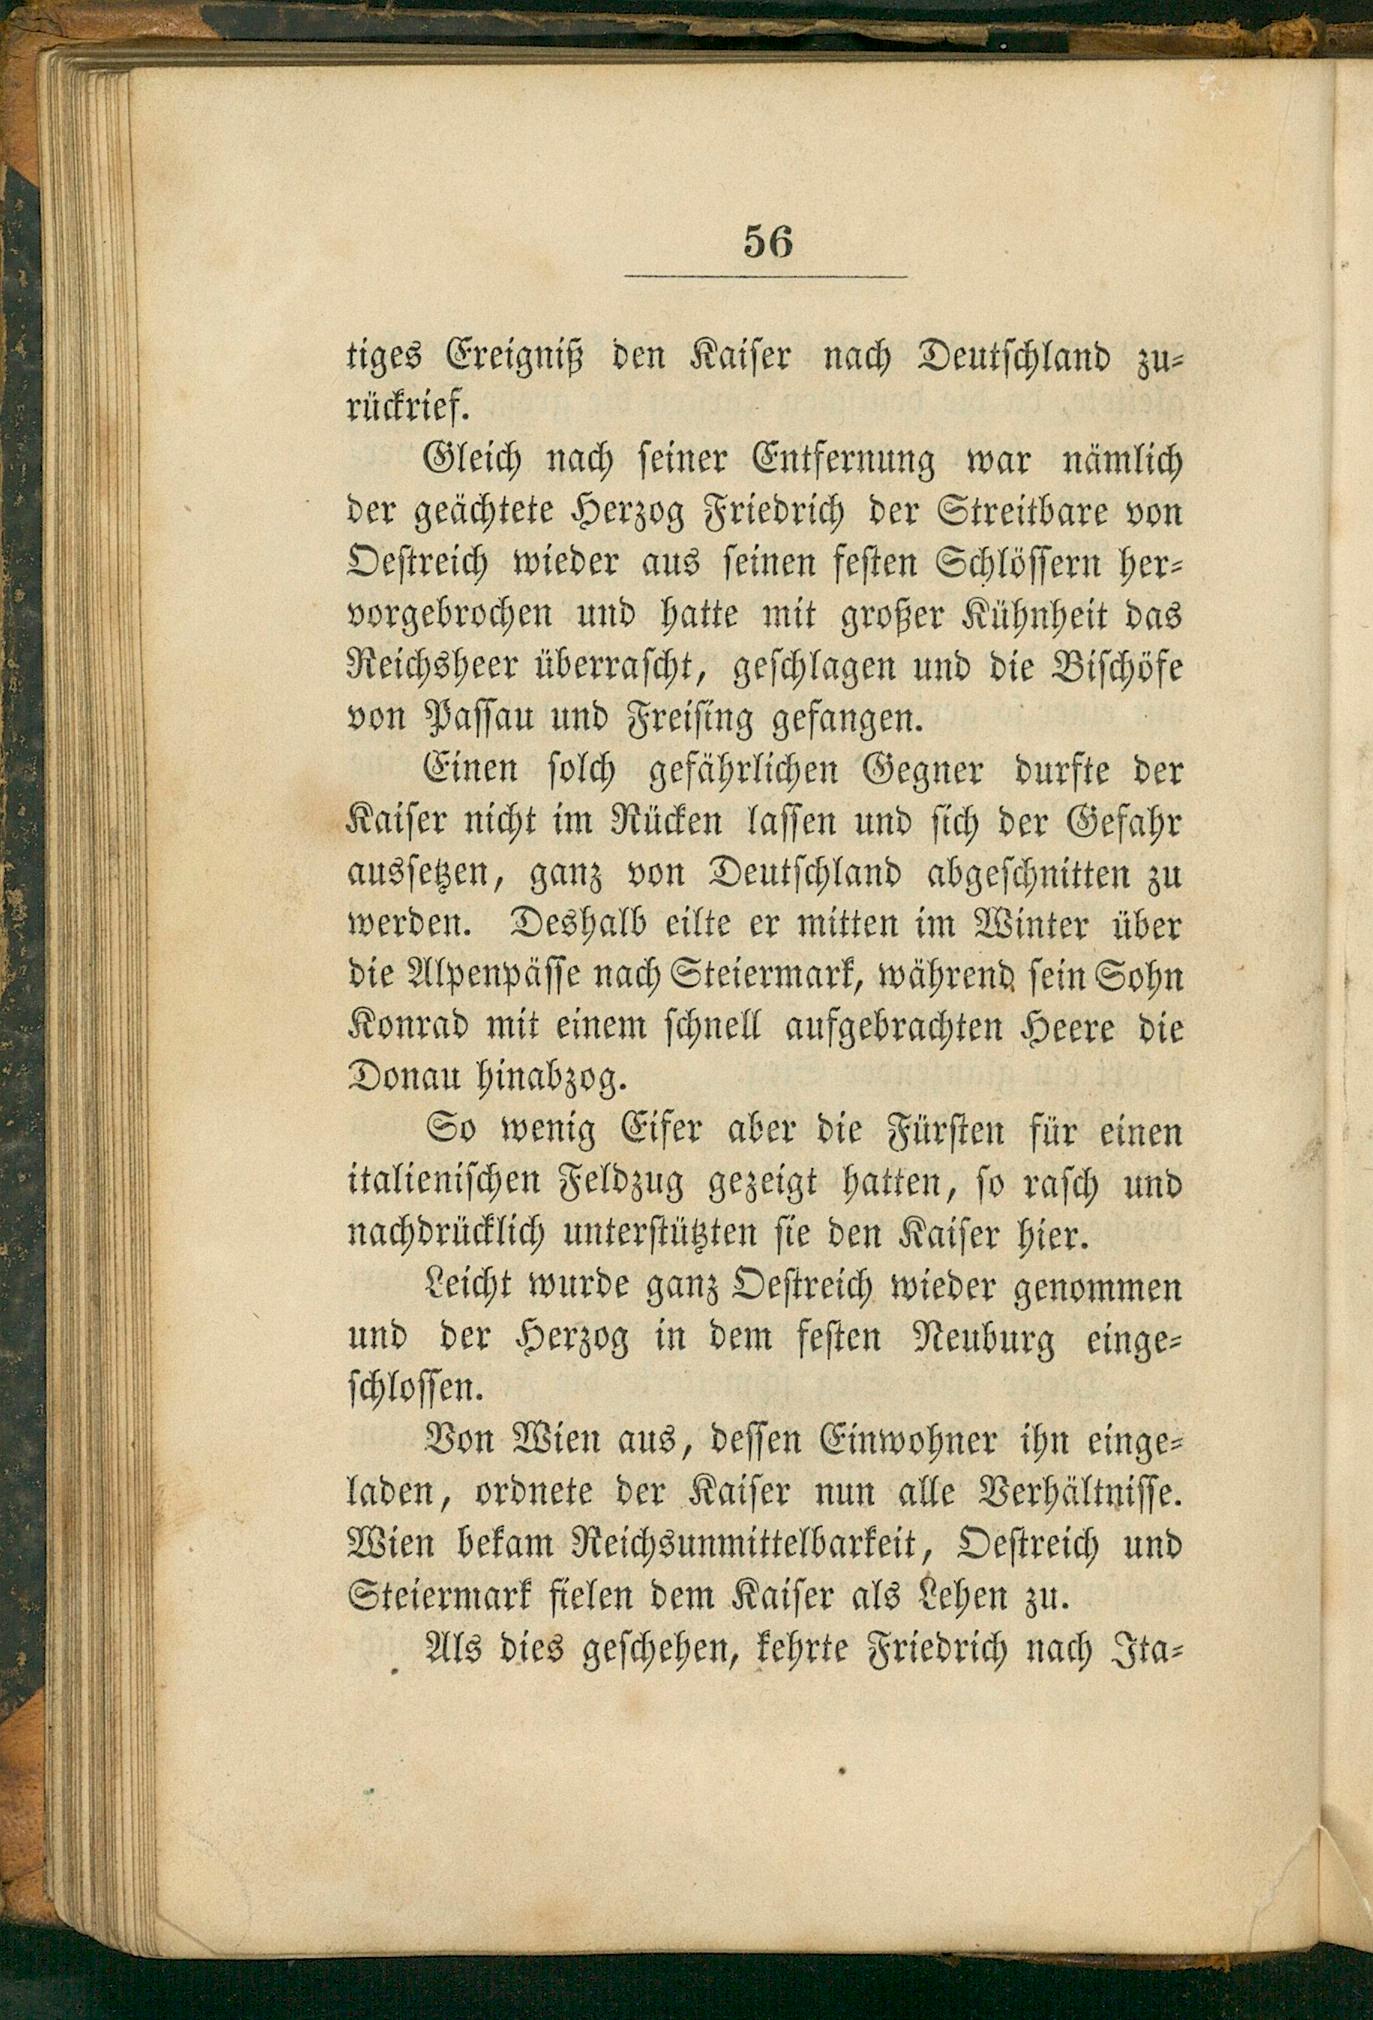 56
tiges Ereigniß den Kaiser nach Deutschland zu-
rückrief.
Gleich nach seiner Entfernung war nämlich
der geächtete Herzog Friedrich der Streitbare von
Oestreich wieder aus seinen festen Schlössern her-
vorgebrochen und hatte mit großer Kühnheit das
Reichsheer überrascht, geschlagen und die Bischöfe
von Passau und Freising gefangen.
Einen solch gefährlichen Gegner durfte der
Kaiser nicht im Rücken lassen und sich der Gefahr
aussetzen, ganz von Deutschland abgeschnitten zu
werden. Deshalb eilte er mitten im Winter über
die Alpenpässe nach Steiermark, während sein Sohn
Konrad mit einem schnell aufgebrachten Heere die
Donau hinabzog.
So wenig Eifer aber die Fürsten für einen
italienischen Feldzug gezeigt hatten, so rasch und
nachdrücklich unterstützten sie den Kaiser hier.
Leicht wurde ganz Oestreich wieder genommen
und der Herzog in dem festen Neuburg einge-
schlossen.
Von Wien aus, dessen Einwohner ihn einge-
laden, ordnete der Kaiser nun alle Verhältnisse.
Wien bekam Reichsunmittelbarkeit, Oestreich und
Steiermark fielen dem Kaiser als Lehen zu.
Als dies geschehen, kehrte Friedrich nach Ita-